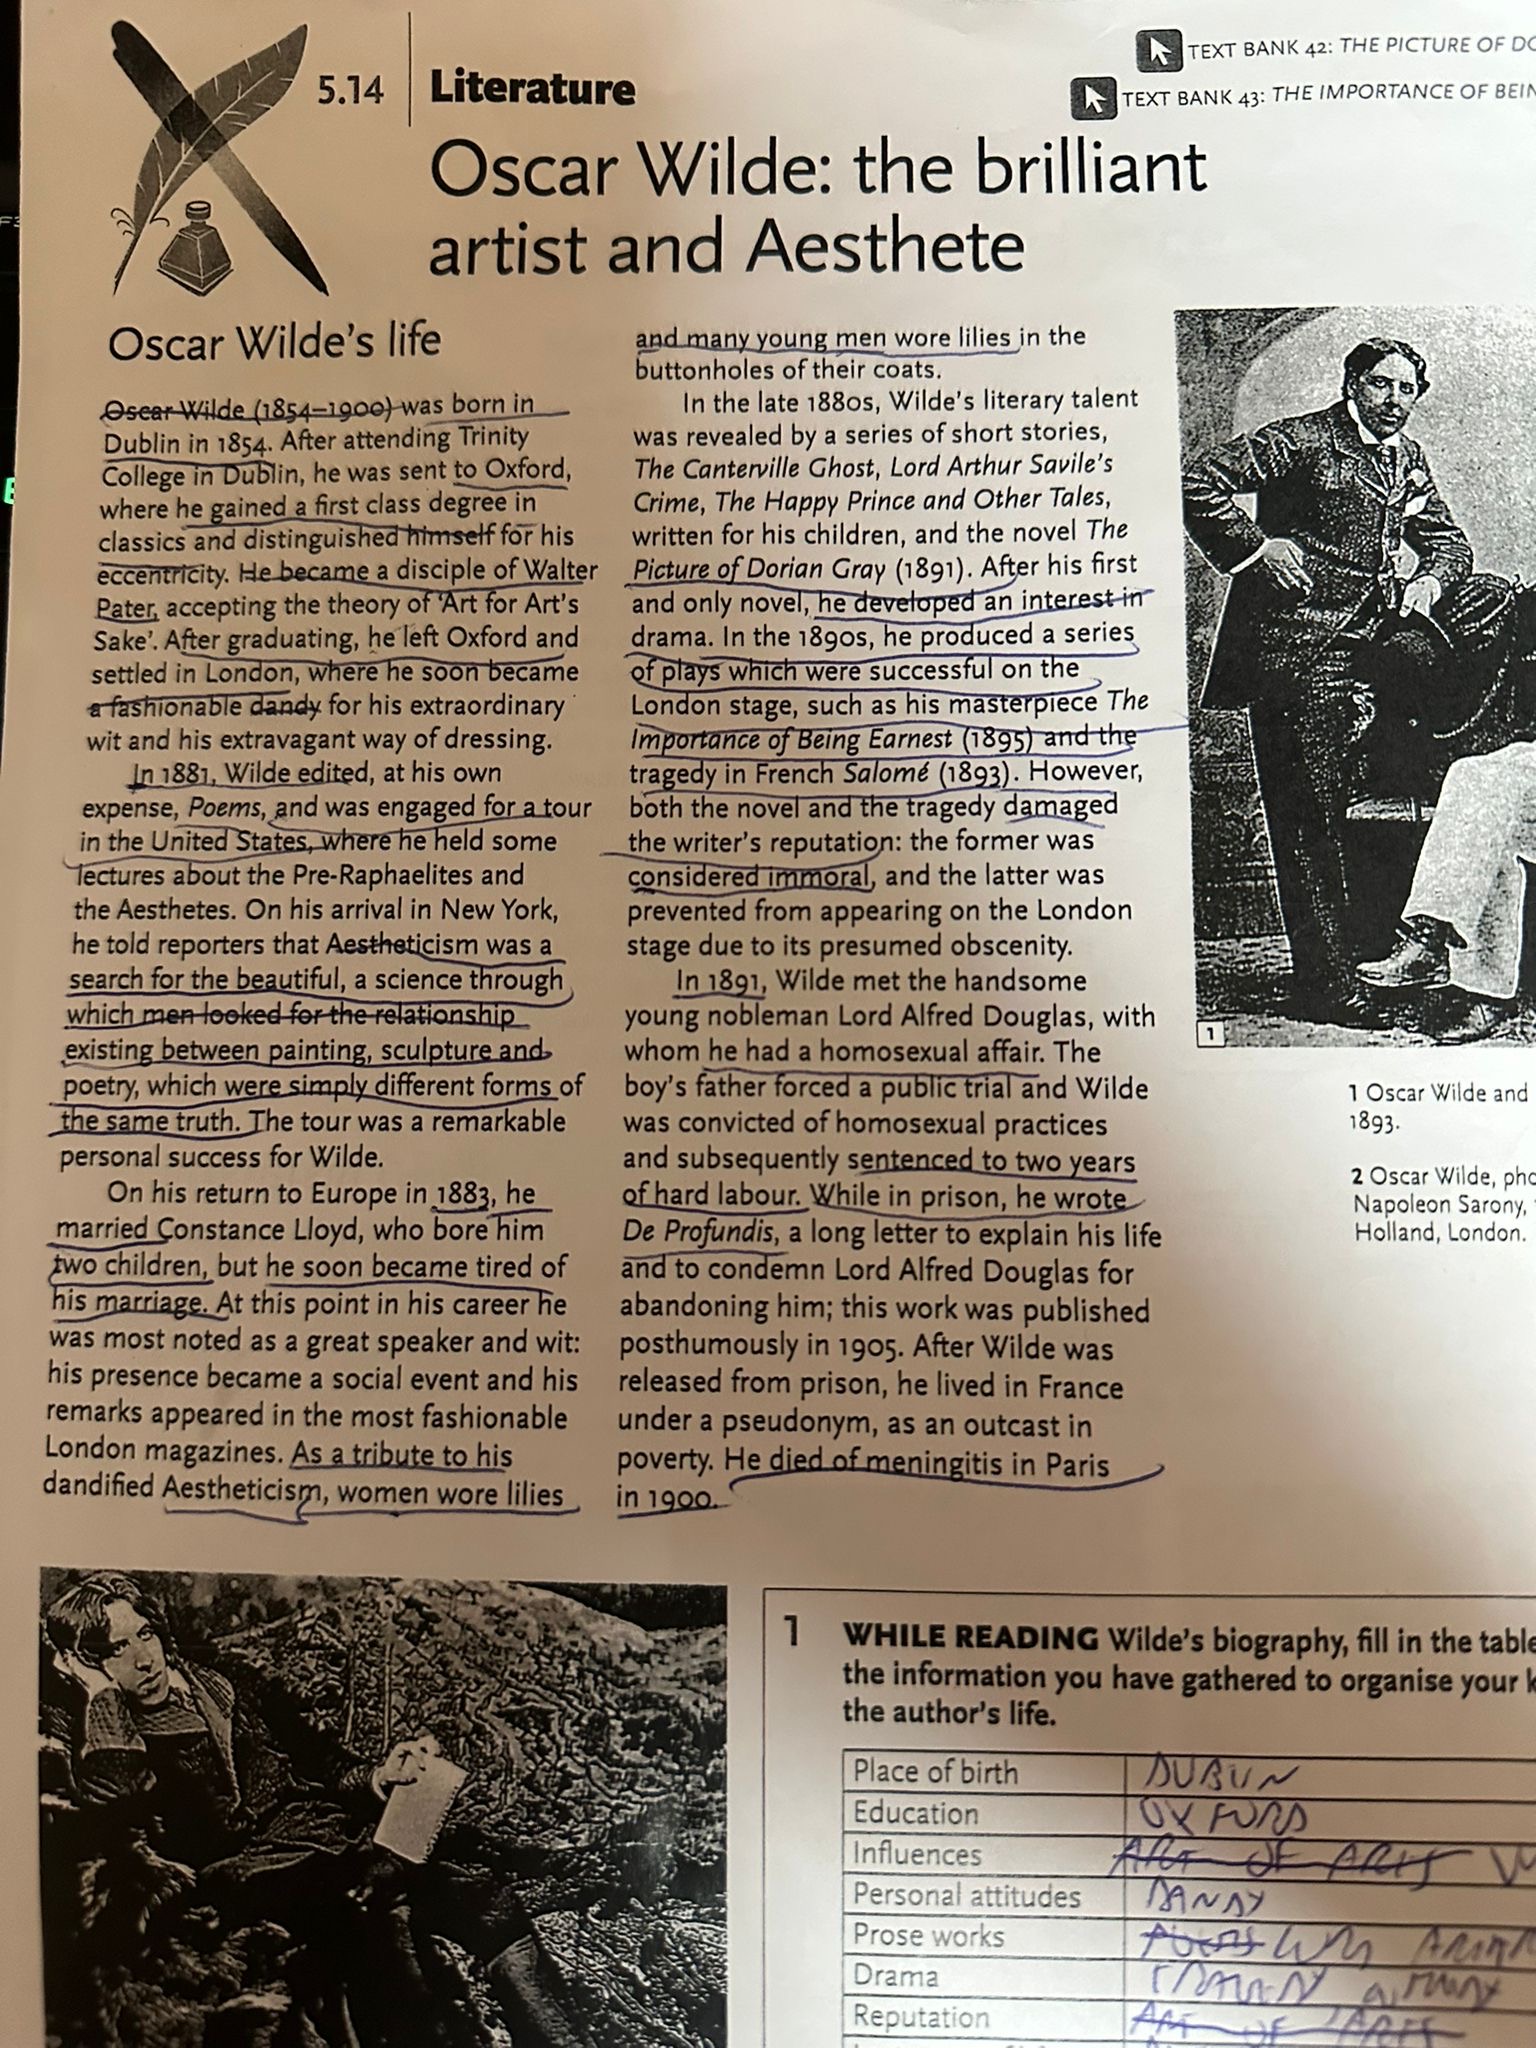 5.14
Literature
TEXT BANK 42: THE PICTURE OF DO
TEXT BANK 43: THE IMPORTANCE OF BEIN
Oscar Wilde: the brilliant
artist and Aesthete
Oscar Wilde's life
Oscar Wilde (1854–1900) was born in
Dublin in 1854. After attending Trinity
College in Dublin, he was sent to Oxford,
where he gained a first class degree in
classics and distinguished himself for his
eccentricity. He became a disciple of Walter
Pater, accepting the theory of 'Art for Art's
Sake'. After graduating, he left Oxford and
settled in London, where he soon became
a fashionable dandy for his extraordinary
wit and his extravagant way of dressing.
In 1881, Wilde edited, at his own
expense, Poems, and was engaged for a tour
in the United States, where he held some
lectures about the Pre-Raphaelites and
the Aesthetes. On his arrival in New York,
he told reporters that Aestheticism was a
search for the beautiful, a science through
which men looked for the relationship
existing between painting, sculpture and
poetry, which were simply different forms of
the same truth. The tour was a remarkable
personal success for Wilde.
On his return to Europe in 1883, he
married Constance Lloyd, who bore him
two children, but he soon became tired of
his marriage. At this point in his career he
was most noted as a great speaker and wit:
his presence became a social event and his
remarks appeared in the most fashionable
London magazines. As a tribute to his
dandified Aestheticism, women wore lilies
and many young men wore lilies in the
buttonholes of their coats.
In the late 1880s, Wilde's literary talent
was revealed by a series of short stories,
The Canterville Ghost, Lord Arthur Savile's
Crime, The Happy Prince and Other Tales,
written for his children, and the novel The
Picture of Dorian Gray (1891). After his first
and only novel, he developed an interest in
drama. In the 1890s, he produced a series
of plays which were successful on the
London stage, such as his masterpiece The
Importance of Being Earnest (1895) and the
tragedy in French Salomé (1893). However,
both the novel and the tragedy damaged
the writer's reputation: the former was
considered immoral, and the latter was
prevented from appearing on the London
stage due to its presumed obscenity.
In 1891, Wilde met the handsome
young nobleman Lord Alfred Douglas, with
whom he had a homosexual affair. The
boy's father forced a public trial and Wilde
was convicted of homosexual practices
and subsequently sentenced to two years
of hard labour. While in prison, he wrote
De Profundis, a long letter to explain his life
and to condemn Lord Alfred Douglas for
abandoning him; this work was published
posthumously in 1905. After Wilde was
released from prison, he lived in France
under a pseudonym, as an outcast in
poverty. He died of meningitis in Paris
in 1900.
1
1 Oscar Wilde and
1893.
2 Oscar Wilde, pho
Napoleon Sarony,
Holland, London.
1 WHILE READING Wilde's biography, fill in the table
the information you have gathered to organise your k
the author's life.
Place of birth DUBLIN
Education OXFORD
Influences ART OF ARTS
Personal attitudes DANDY
Prose works
Drama
Reputation ART OF ARTS